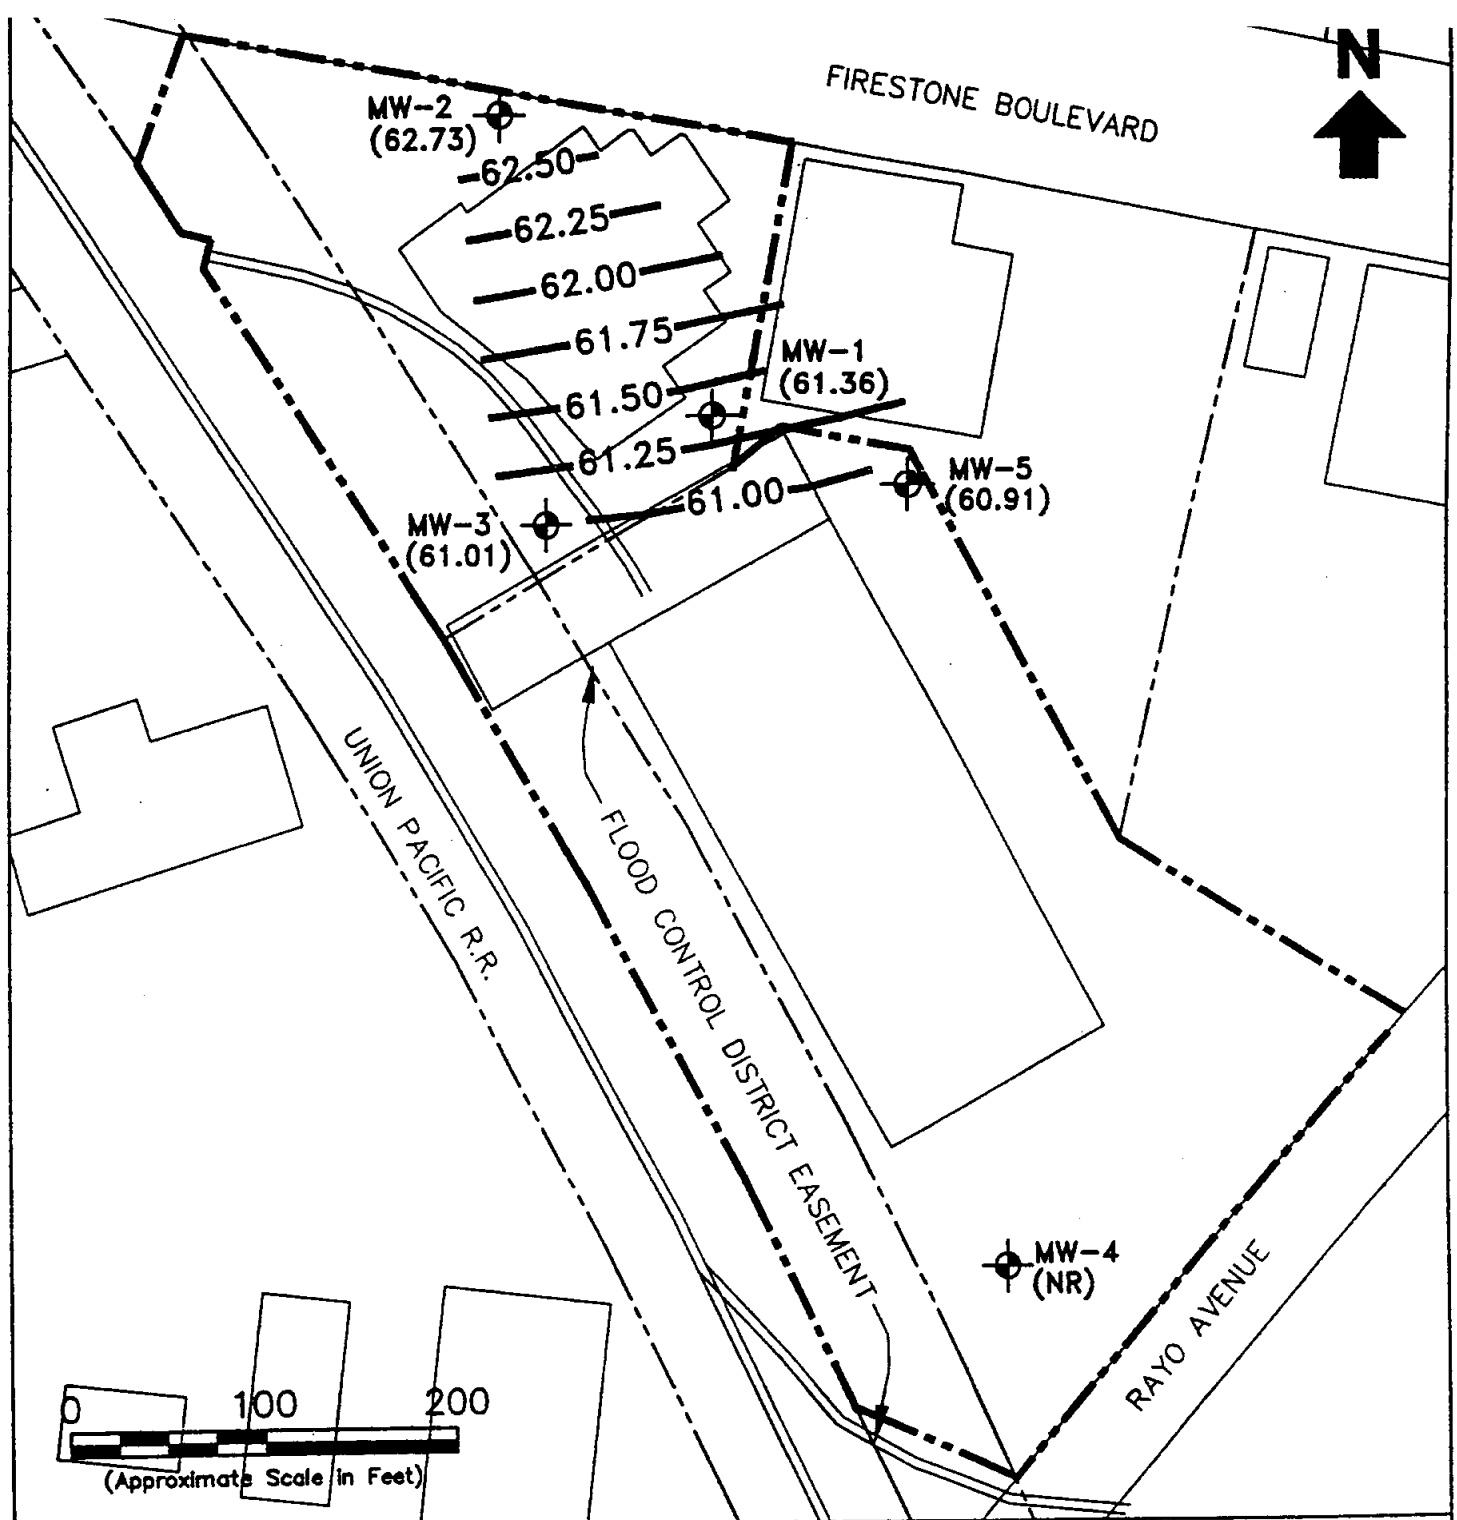 N
FIRESTONE BOULEVARD
MW-2
(62.73)
62.50
62.25
62.00
61.75
MW-1
(61.36)
61.50
61.25
MW-5
(60.91)
61.00
MW-3
(61.01)
UNION PACIFIC R.R.
FLOOD CONTROL DISTRICT EASEMENT
MW-4
(NR)
RAYO AVENUE
0 100 200
(Approximate Scale in Feet)